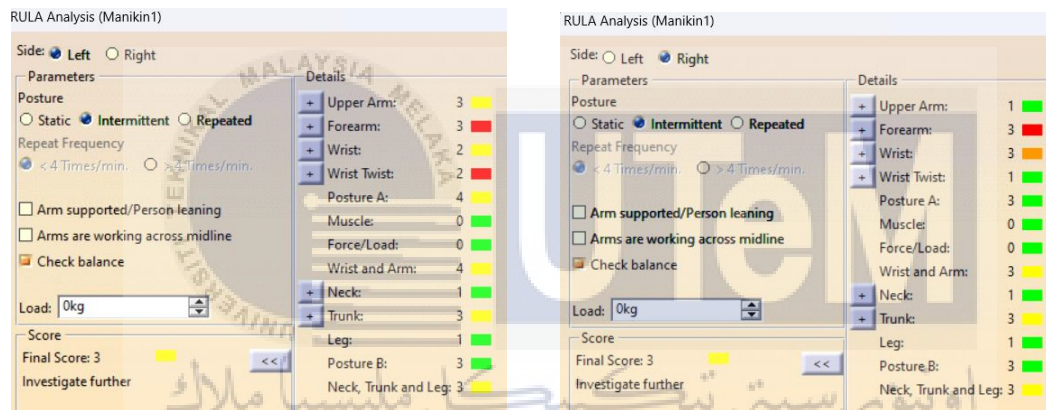 RULA Analysis (Manikin1)
Side: Left Right
Parameters
Posture
Static Intermittent Repeated
Repeat Frequency
< 4 Times/min. > 4 Times/min.
Arm supported/Person leaning
Arms are working across midline
Check balance
Load: 0kg
Score
Final Score: 3
<<
Investigate further
Details
+ Upper Arm: 3
+ Forearm: 3
+ Wrist: 2
+ Wrist Twist: 2
Posture A: 4
Muscle: 0
Force/Load: 0
Wrist and Arm: 4
+ Neck: 1
+ Trunk: 3
Leg: 1
Posture B: 3
Neck, Trunk and Leg: 3
RULA Analysis (Manikin1)
Side: Left Right
Parameters
Posture
Static Intermittent Repeated
Repeat Frequency
< 4 Times/min. > 4 Times/min.
Arm supported/Person leaning
Arms are working across midline
Check balance
Load: 0kg
Score
Final Score: 3
<<
Investigate further
Details
+ Upper Arm: 1
+ Forearm: 3
+ Wrist: 3
+ Wrist Twist: 1
Posture A: 3
Muscle: 0
Force/Load: 0
Wrist and Arm: 3
+ Neck: 1
+ Trunk: 3
Leg: 1
Posture B: 3
Neck, Trunk and Leg: 3
UTeM